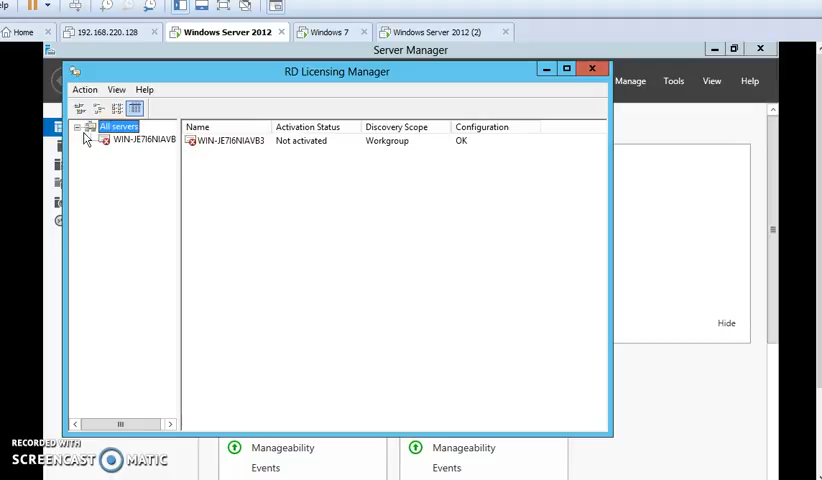 elp
Home
192.168.220.128
Windows Server 2012
Windows 7
Windows Server 2012 (2)
Server Manager
RD Licensing Manager
Manage Tools View Help
Action View Help
All servers
WIN-JE7I6NIAVB
Name Activation Status Discovery Scope Configuration
WIN-JE7I6NIAVB3 Not activated Workgroup OK
Hide
Manageability
Events
Manageability
Events
RECORDED WITH
SCREENCAST MATIC